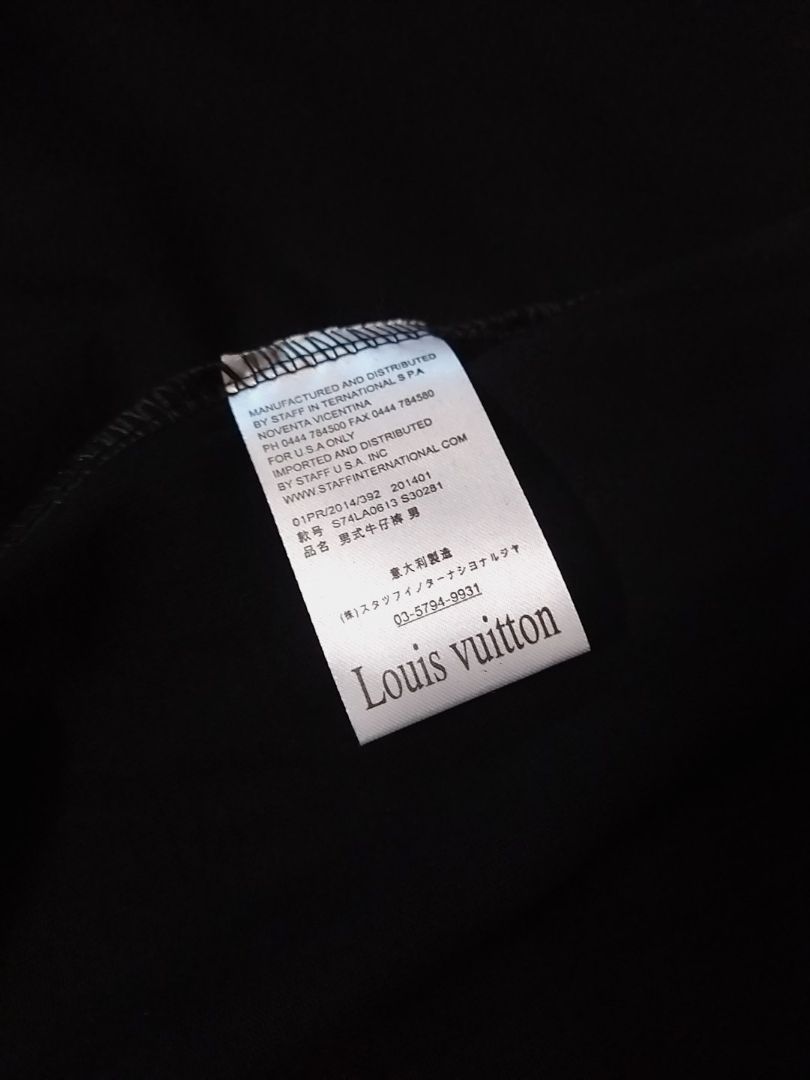 MANUFACTURED AND DISTRIBUTED
BY STAFF IN TERNATIONAL S P.A
NOVENTA VICENTINA
PH 0444 784500 FAX 0444 784580
FOR U.S.A ONLY
IMPORTED AND DISTRIBUTED
BY STAFF U S.A. INC
WWW.STAFFINTERNATIONAL COM
01PR/2014/392 201401
款号 S74LA0613 S30281
品名 男式牛仔裤 男
意大利製造
(株)スタッフイノターナシヨナルジヤ
03-5794-9931
Louis vuitton